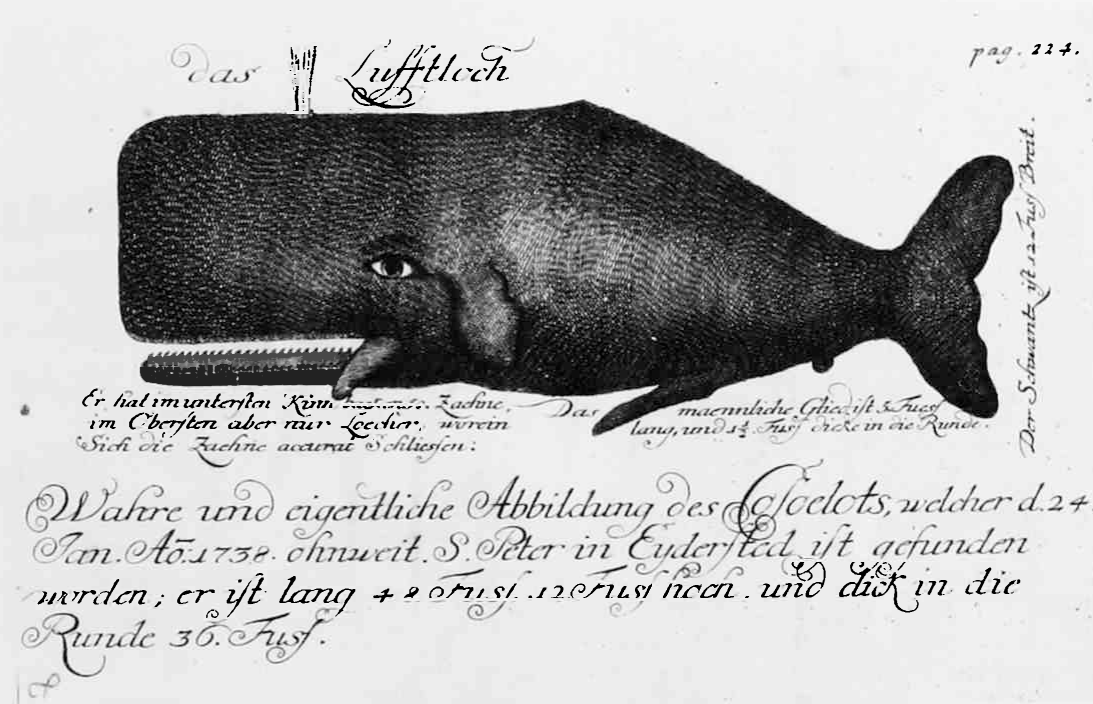 pag. 224.
das Lufftloch
Der Schwantz ist 12 Fuss Breit.
Er hat im untersten Kinn Zaehne,
im Obersten aber nur Loecher, worein
Sich die Zaehne accurat Schliessen:
Das maennliche Glied ist 5 Fuss
lang, und 1½ Fuss dicke in die Runde.
Wahre und eigentliche Abbildung des welcher d. 24.
Jan. Aō: 1738. ohnweit S. Peter in Eydersted ist gefunden
worden; er ist lang 48 Fuss 12 Fuss hoch, und dick in die
Runde 36. Fuss.